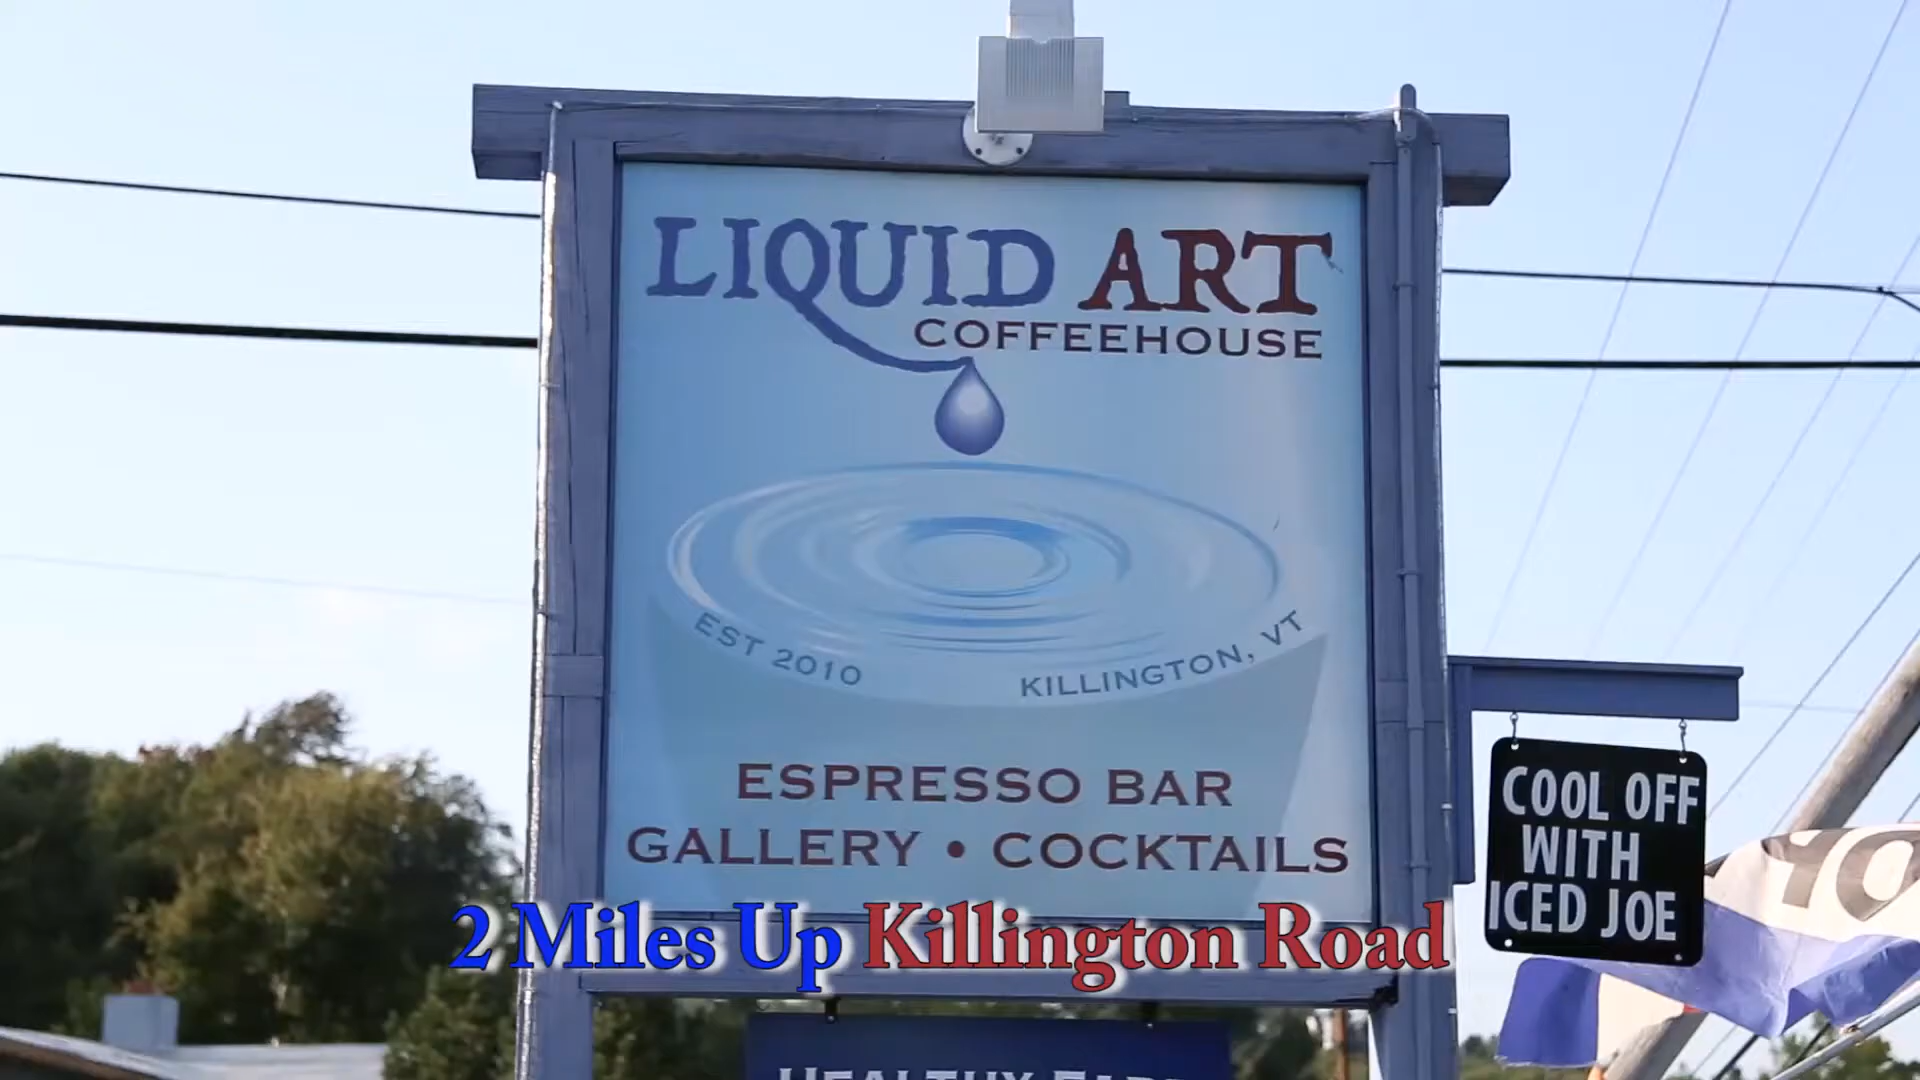 LIQUID ART
COFFEEHOUSE
EST 2010 KILLINGTON, VT
ESPRESSO BAR
GALLERY • COCKTAILS
COOL OFF
WITH
ICED JOE
2 Miles Up Killington Road
HEALTHY